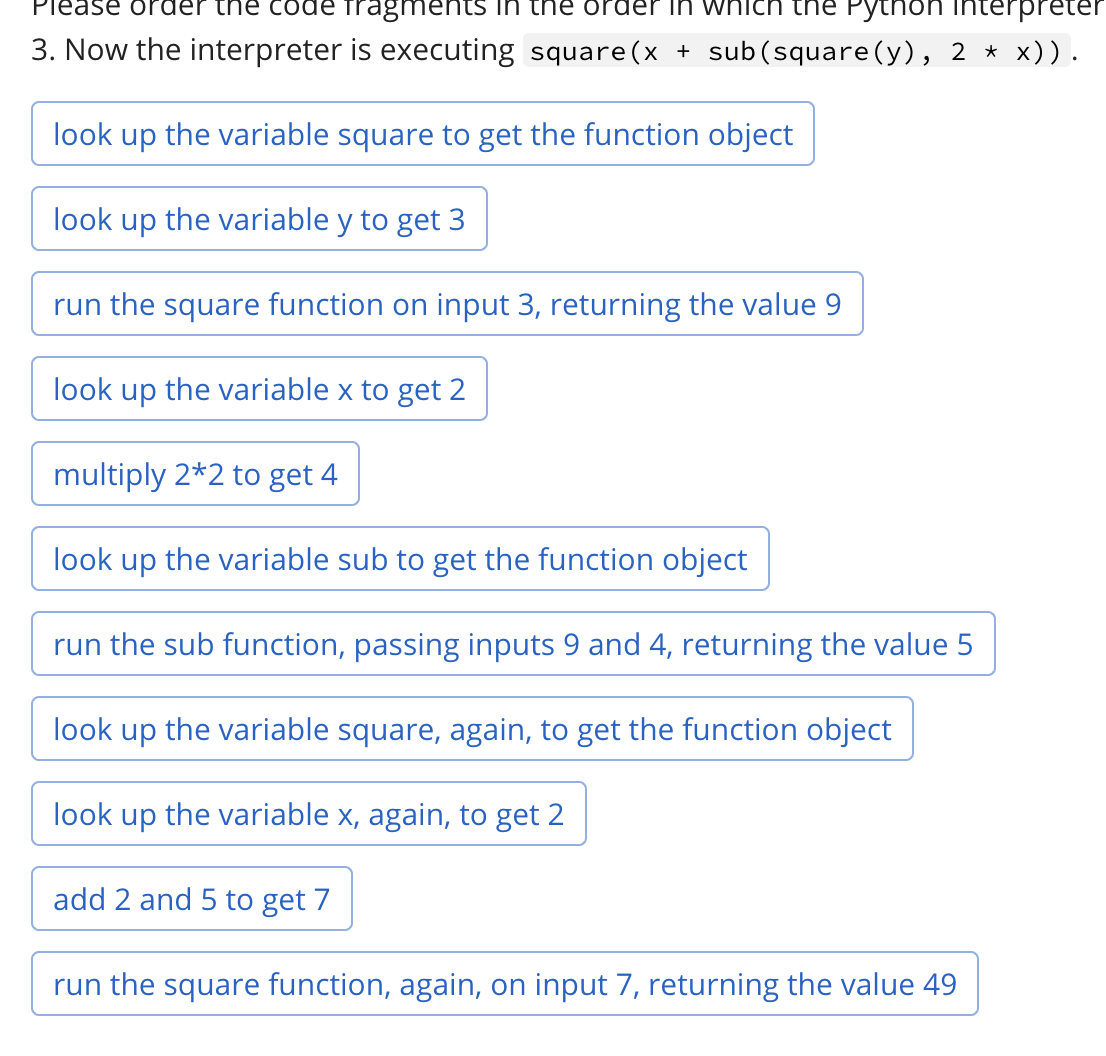 Please order the code fragments in the order in which the Python interpreter
3. Now the interpreter is executing square(x + sub(square(y), 2 * x)).
look up the variable square to get the function object
look up the variable y to get 3
run the square function on input 3, returning the value 9
look up the variable x to get 2
multiply 2*2 to get 4
look up the variable sub to get the function object
run the sub function, passing inputs 9 and 4, returning the value 5
look up the variable square, again, to get the function object
look up the variable x, again, to get 2
add 2 and 5 to get 7
run the square function, again, on input 7, returning the value 49